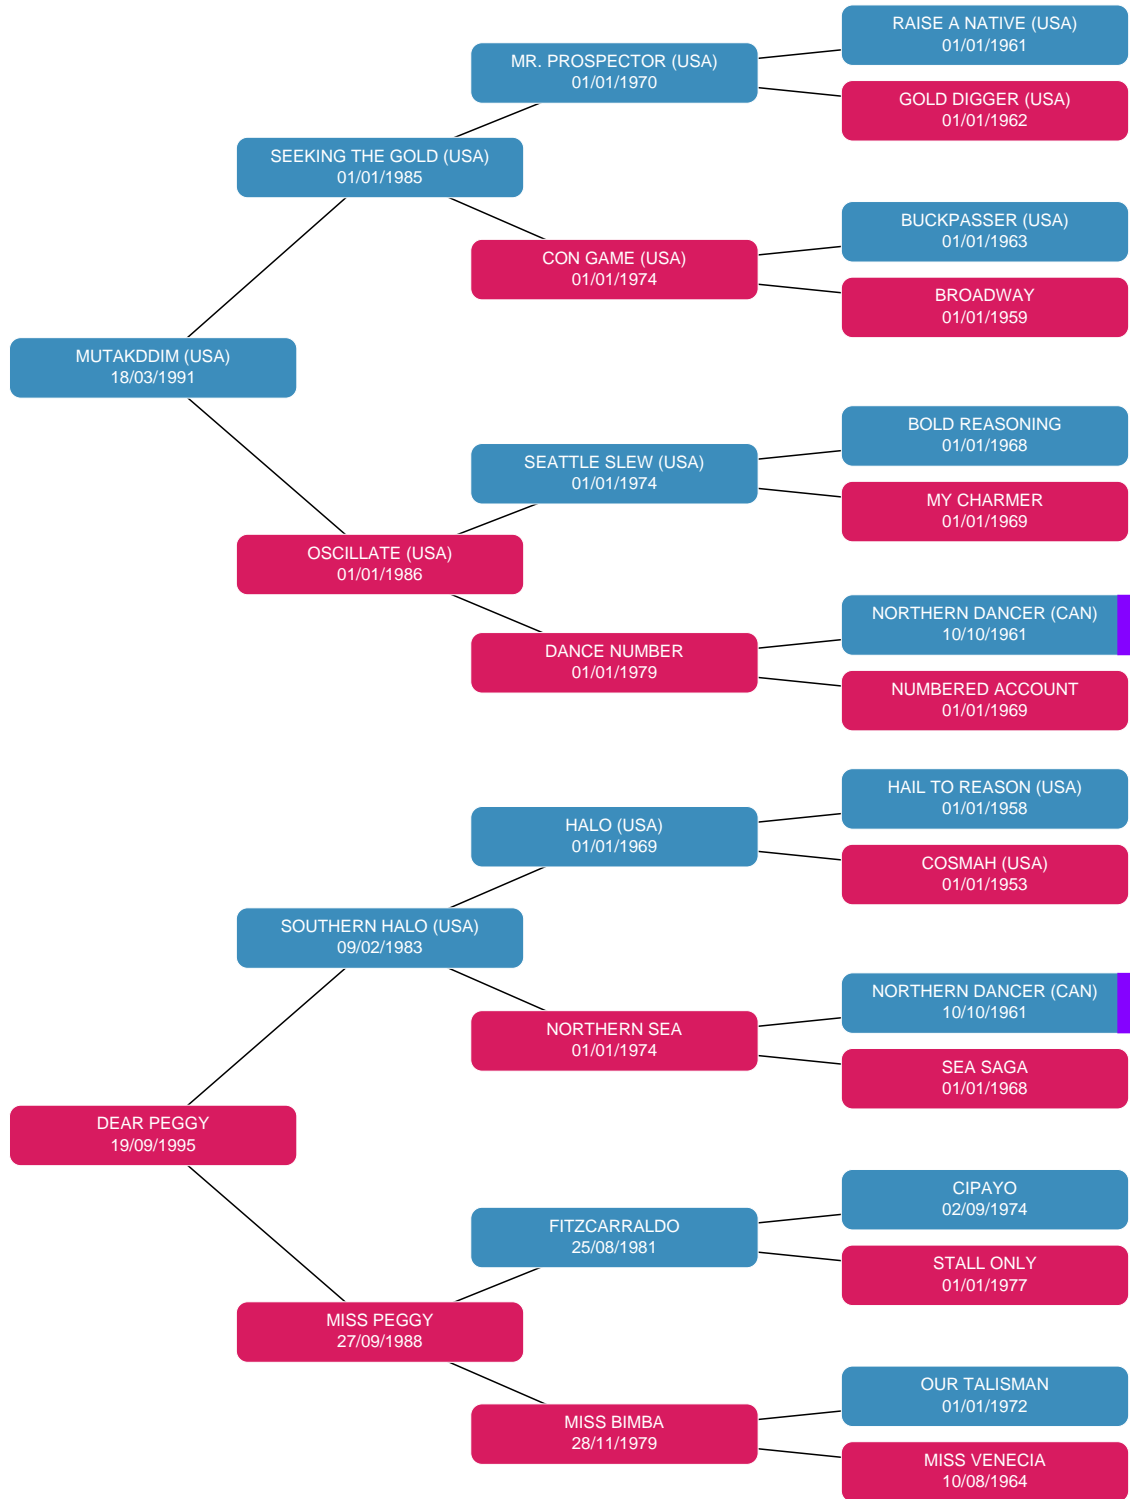 RAISE A NATIVE (USA)
01/01/1961
MR. PROSPECTOR (USA)
01/01/1970
GOLD DIGGER (USA)
01/01/1962
SEEKING THE GOLD (USA)
01/01/1985
BUCKPASSER (USA)
01/01/1963
CON GAME (USA)
01/01/1974
BROADWAY
01/01/1959
MUTAKDDIM (USA)
18/03/1991
BOLD REASONING
01/01/1968
SEATTLE SLEW (USA)
01/01/1974
MY CHARMER
01/01/1969
OSCILLATE (USA)
01/01/1986
NORTHERN DANCER (CAN)
10/10/1961
DANCE NUMBER
01/01/1979
NUMBERED ACCOUNT
01/01/1969
HAIL TO REASON (USA)
01/01/1958
HALO (USA)
01/01/1969
COSMAH (USA)
01/01/1953
SOUTHERN HALO (USA)
09/02/1983
NORTHERN DANCER (CAN)
10/10/1961
NORTHERN SEA
01/01/1974
SEA SAGA
01/01/1968
DEAR PEGGY
19/09/1995
CIPAYO
02/09/1974
FITZCARRALDO
25/08/1981
STALL ONLY
01/01/1977
MISS PEGGY
27/09/1988
OUR TALISMAN
01/01/1972
MISS BIMBA
28/11/1979
MISS VENECIA
10/08/1964